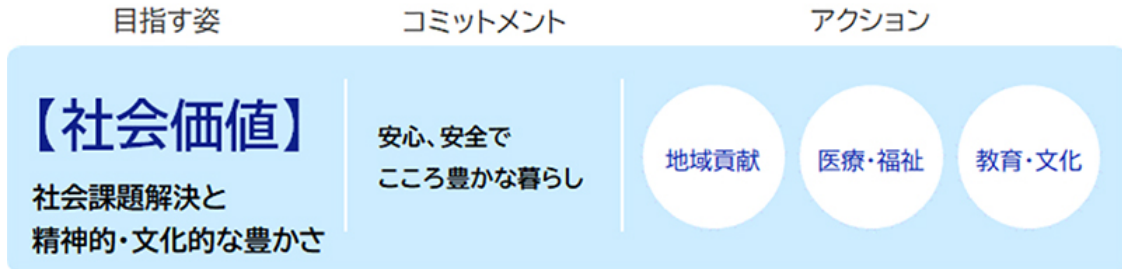 目指す姿
コミットメント
アクション
【社会価値】
社会課題解決と
精神的・文化的な豊かさ
安心、安全で
こころ豊かな暮らし
地域貢献
医療・福祉
教育・文化